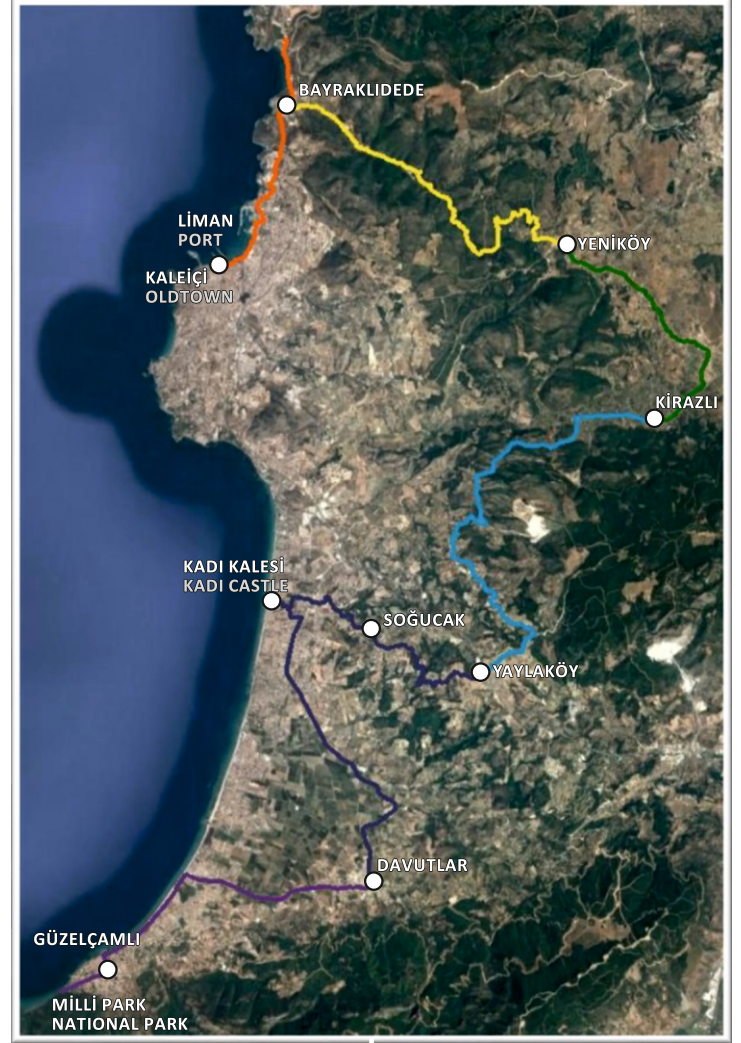 BAYRAKLIDEDE
LİMAN
PORT
YENİKÖY
KALEİÇİ
OLDTOWN
KİRAZLI
KADI KALESİ
KADI CASTLE
SOĞUCAK
YAYLAKÖY
DAVUTLAR
GÜZELÇAMLI
MİLLİ PARK
NATIONAL PARK